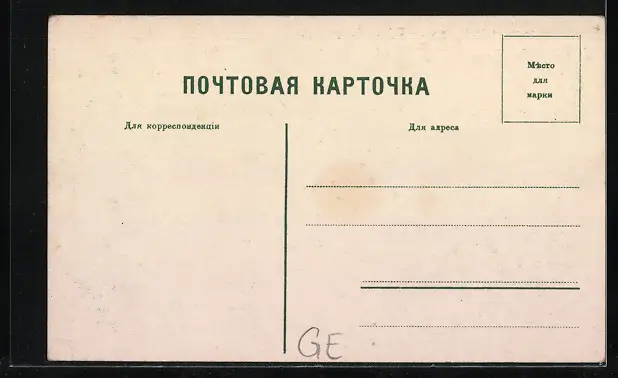 Мѣсто
для
марки
ПОЧТОВАЯ КАРТОЧКА
Для корреспонденціи
Для адреса
GE